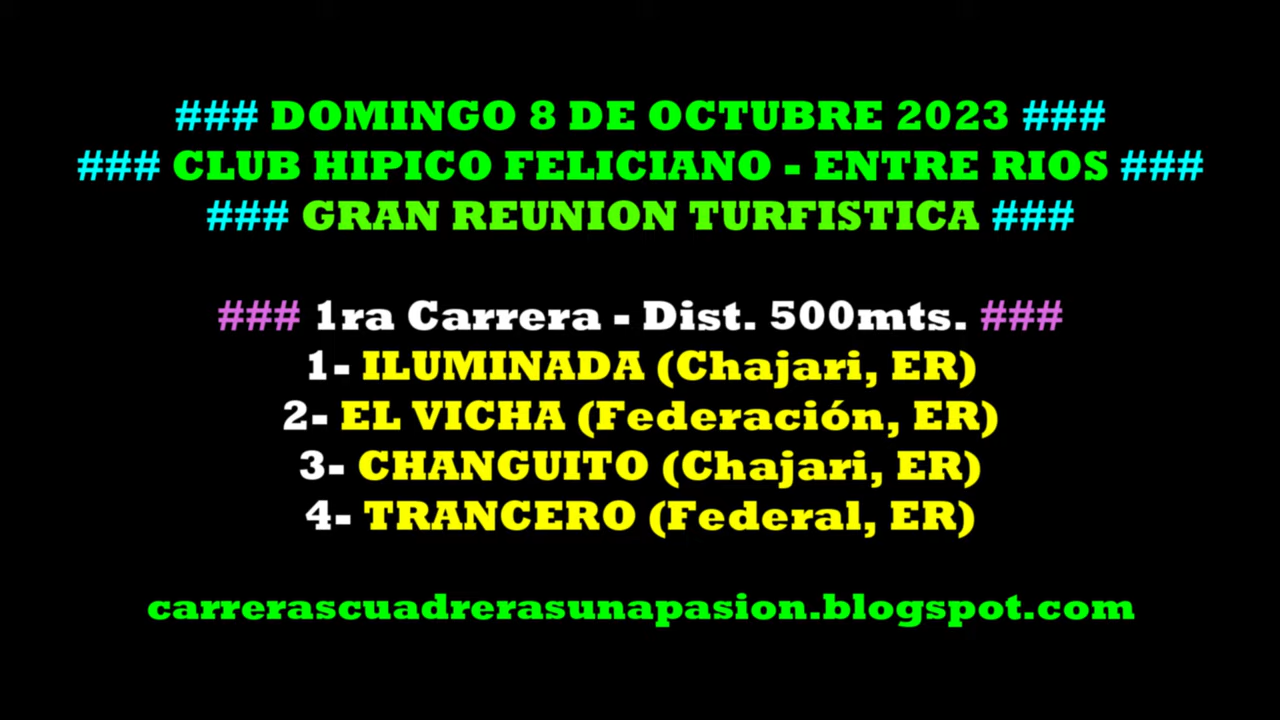 ### DOMINGO 8 DE OCTUBRE 2023 ###
### CLUB HIPICO FELICIANO - ENTRE RIOS ###
### GRAN REUNION TURFISTICA ###
### 1ra Carrera - Dist. 500mts. ###
1- ILUMINADA (Chajari, ER)
2- EL VICHA (Federación, ER)
3- CHANGUITO (Chajari, ER)
4- TRANCERO (Federal, ER)
carrerascuadrerasunapasion.blogspot.com